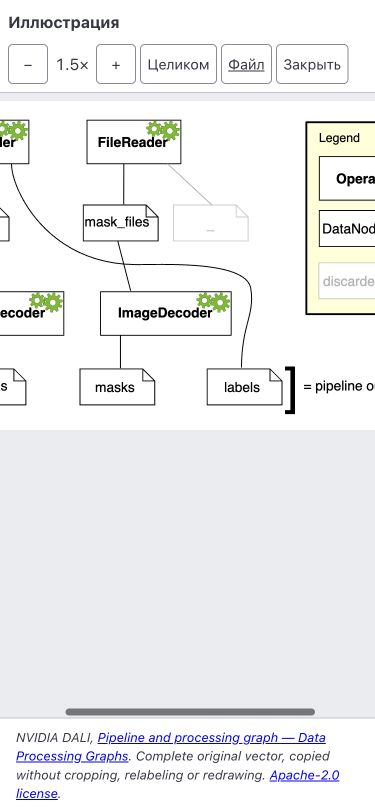 Иллюстрация
− 1.5× + Целиком Файл Закрыть
FileReader
Legend
mask_files
_
ImageDecoder
masks
labels
= pipeline
NVIDIA DALI, Pipeline and processing graph — Data
Processing Graphs. Complete original vector, copied
without cropping, relabeling or redrawing. Apache-2.0
license.